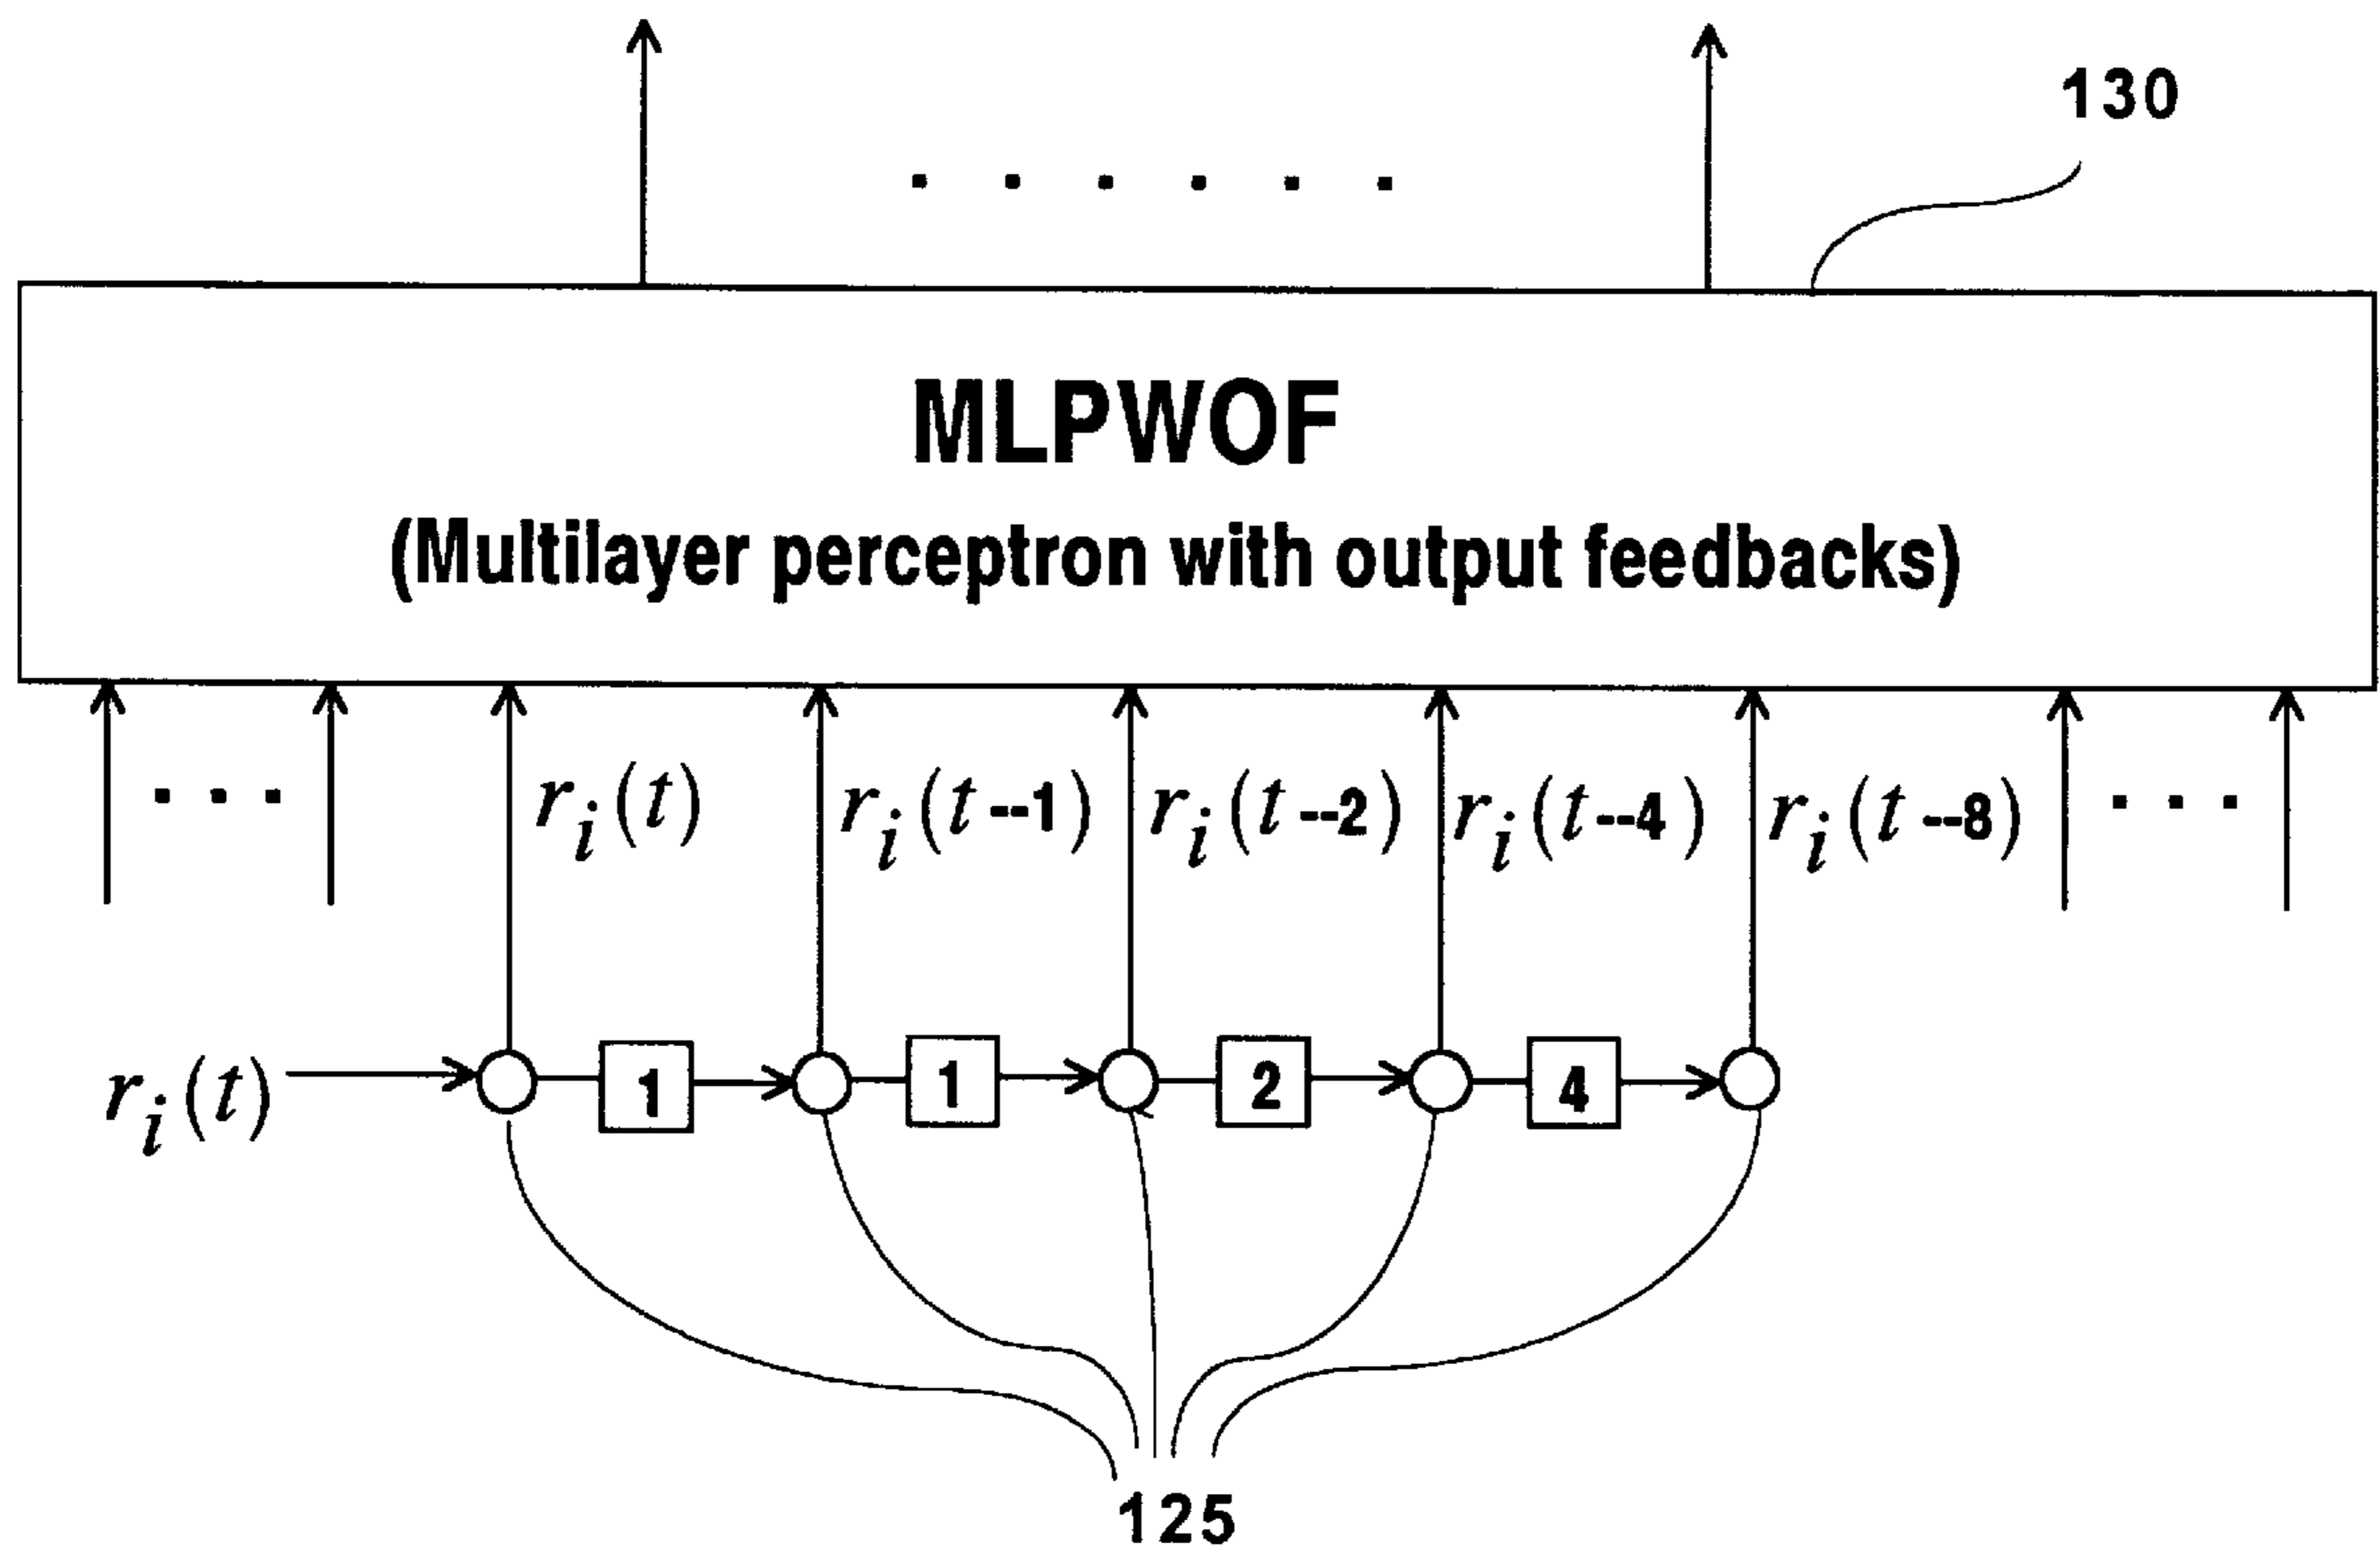 130
MLPWOF
(Multilayer perceptron with output feedbacks)
. . . r_i(t) r_i(t--1) r_i(t--2) r_i(t--4) r_i(t--8) . . .
r_i(t) 1 1 2 4
125